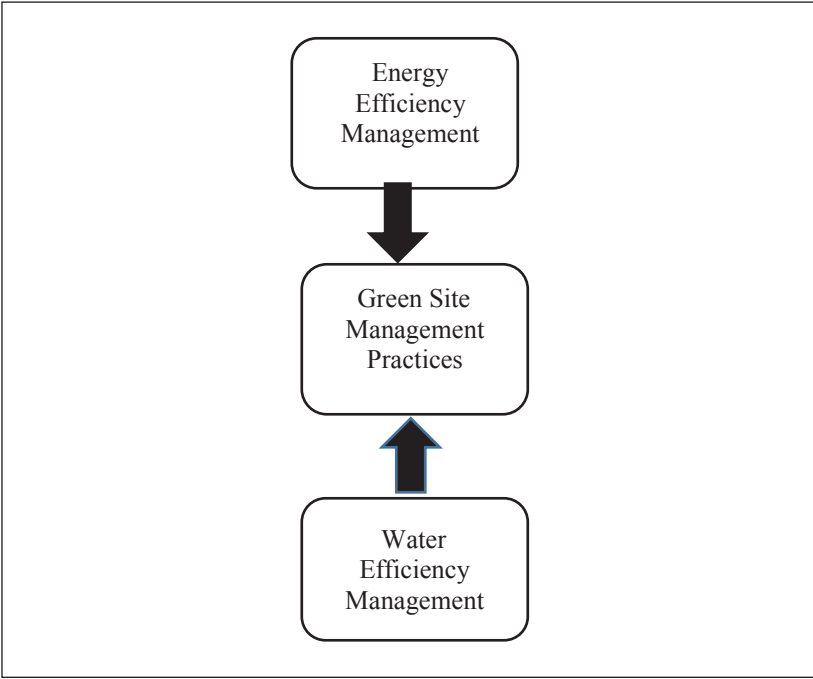 Energy
Efficiency
Management
Green Site
Management
Practices
Water
Efficiency
Management